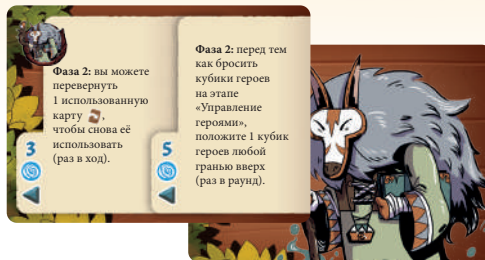 Фаза 2: вы можете
перевернуть
1 использованную
карту ,
чтобы снова её
использовать
(раз в ход).
3
Фаза 2: перед тем
как бросить
кубики героев
на этапе
«Управление
героями»,
положите 1 кубик
героев любой
гранью вверх
(раз в раунд).
5